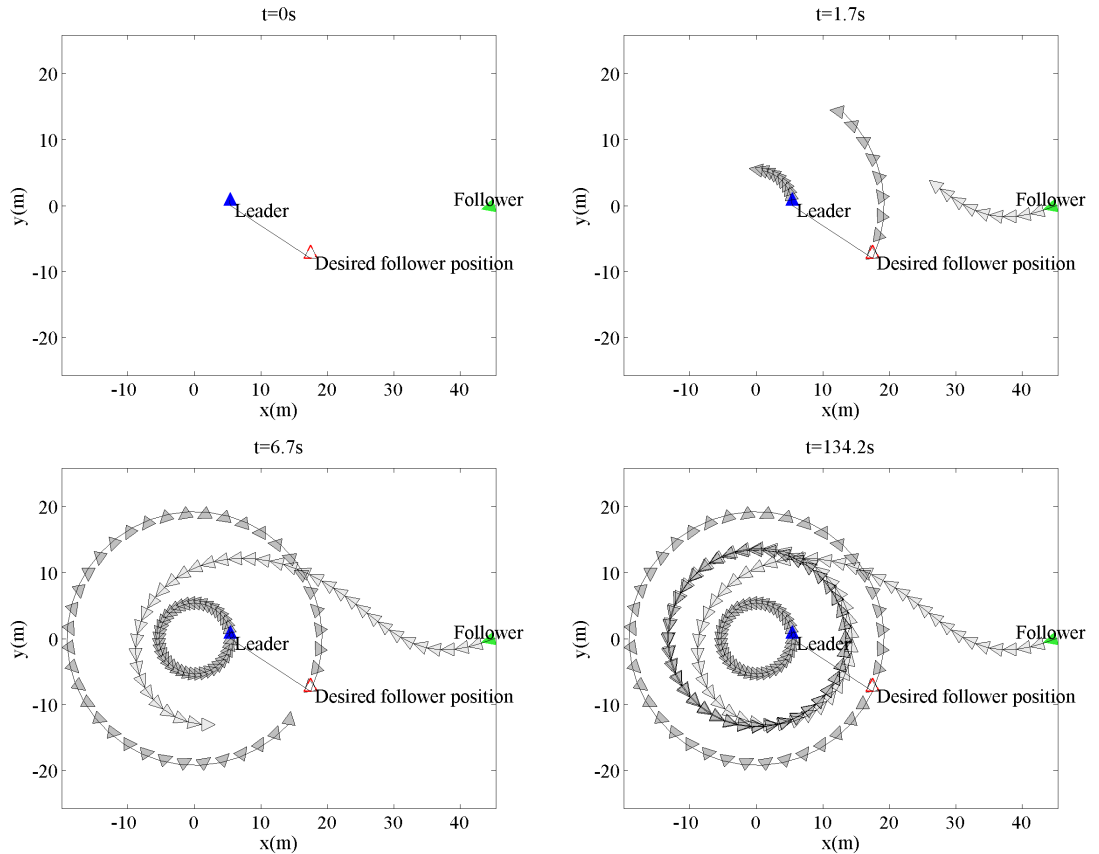 t=0s
20
10
0
-10
-20
y(m)
Follower
Leader
Desired follower position
-10 0 10 20 30 40
x(m)
t=1.7s
20
10
0
-10
-20
y(m)
Follower
Leader
Desired follower position
-10 0 10 20 30 40
x(m)
t=6.7s
20
10
0
-10
-20
y(m)
Follower
Leader
Desired follower position
-10 0 10 20 30 40
x(m)
t=134.2s
20
10
0
-10
-20
y(m)
Follower
Leader
Desired follower position
-10 0 10 20 30 40
x(m)